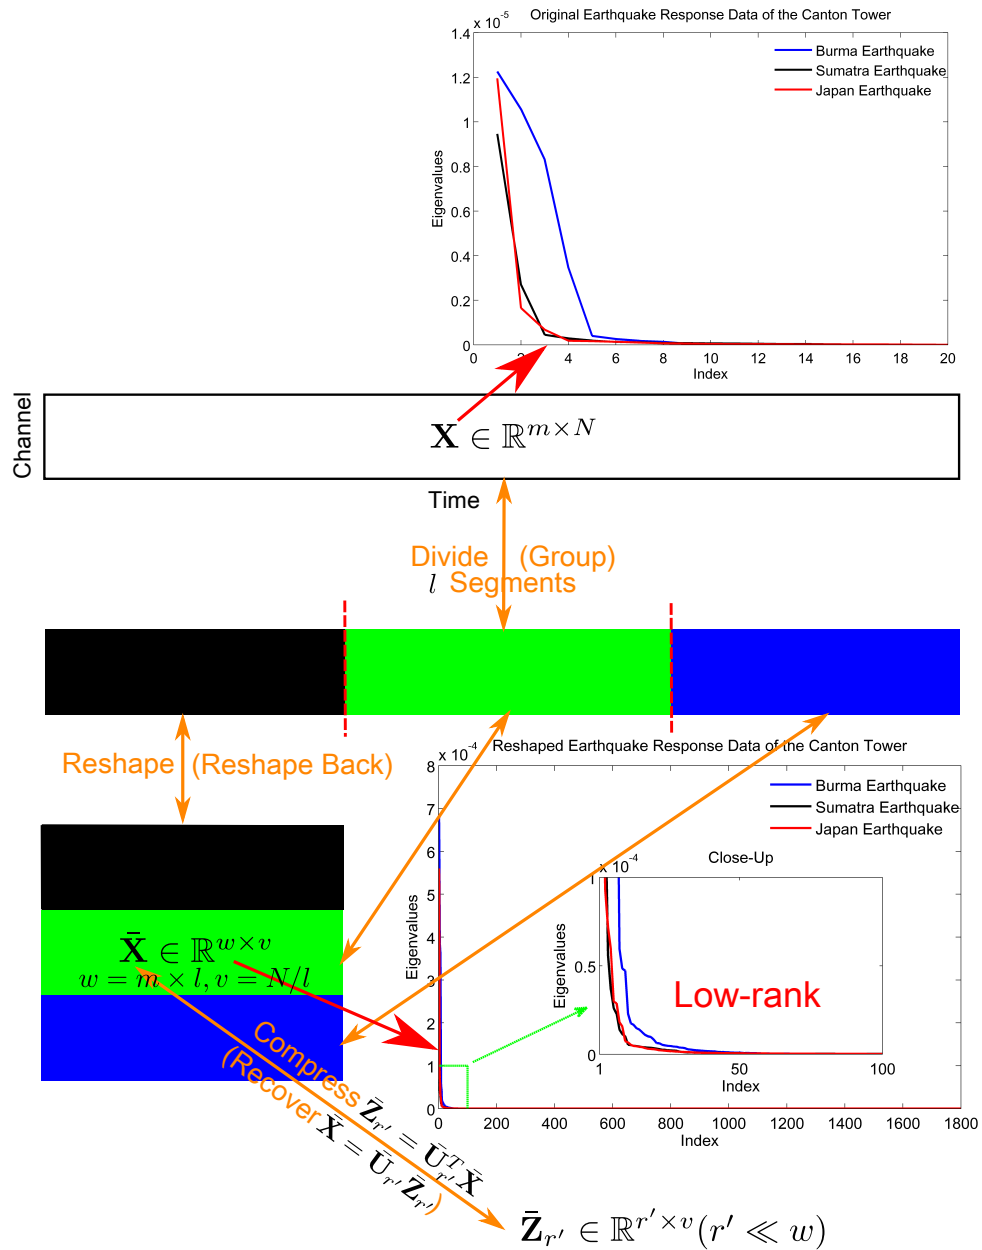 Original Earthquake Response Data of the Canton Tower
x 10⁻⁵
1.4
1.2
1
0.8
0.6
0.4
0.2
0
Eigenvalues
Burma Earthquake
Sumatra Earthquake
Japan Earthquake
0 2 4 6 8 10 12 14 16 18 20
Index
Channel
X ∈ ℝ^{m×N}
Time
Divide (Group)
l Segments
Reshape (Reshape Back)
Reshaped Earthquake Response Data of the Canton Tower
x 10⁻⁴
8
7
6
5
4
3
2
1
0
Eigenvalues
Burma Earthquake
Sumatra Earthquake
Japan Earthquake
Close-Up
x 10⁻⁴
1
0.5
0
Eigenvalues
Low-rank
1 50 100
Index
0 200 400 600 800 1000 1200 1400 1600 1800
Index
X̄ ∈ ℝ^{w×v}
w = m × l, v = N/l
Compress Z̄_{r′} = Ū_{r′}^T X̄
(Recover X̄ = Ū_{r′} Z̄_{r′})
Z̄_{r′} ∈ ℝ^{r′×v}(r′ ≪ w)